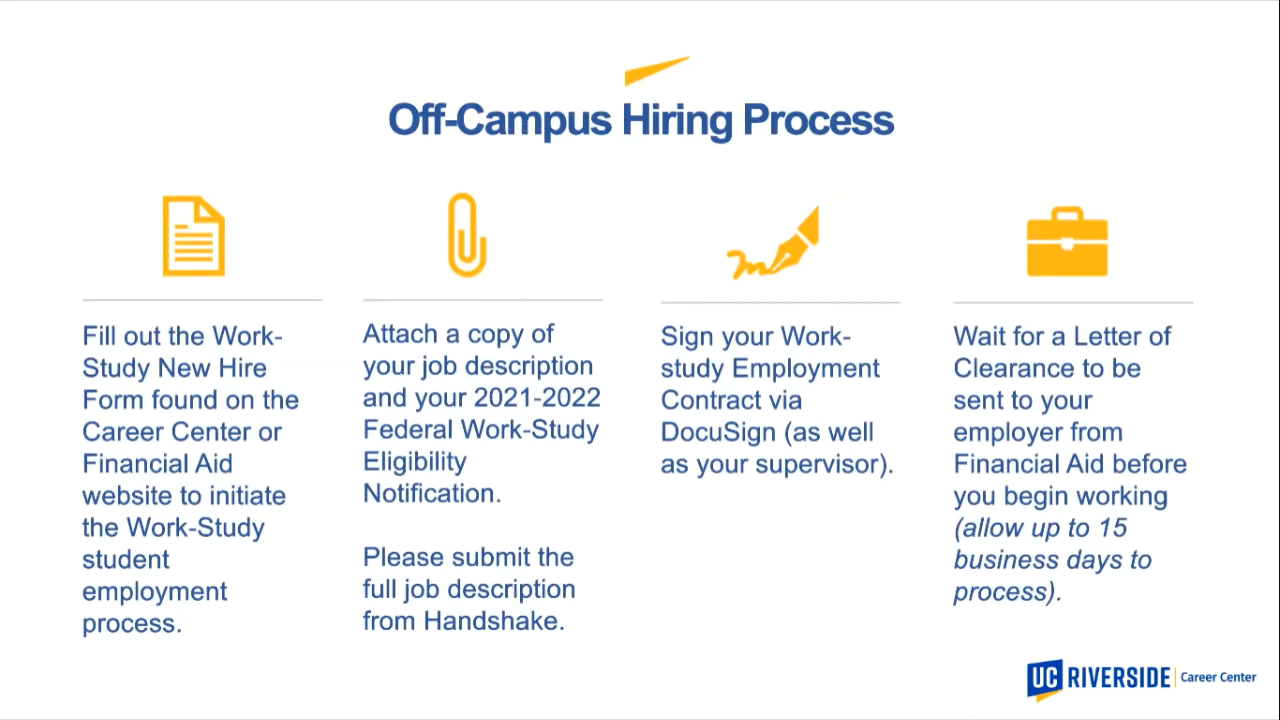 Off-Campus Hiring Process
Fill out the Work-
Study New Hire
Form found on the
Career Center or
Financial Aid
website to initiate
the Work-Study
student
employment
process.
Attach a copy of
your job description
and your 2021-2022
Federal Work-Study
Eligibility
Notification.
Please submit the
full job description
from Handshake.
Sign your Work-
study Employment
Contract via
DocuSign (as well
as your supervisor).
Wait for a Letter of
Clearance to be
sent to your
employer from
Financial Aid before
you begin working
(allow up to 15
business days to
process).
UC RIVERSIDE Career Center